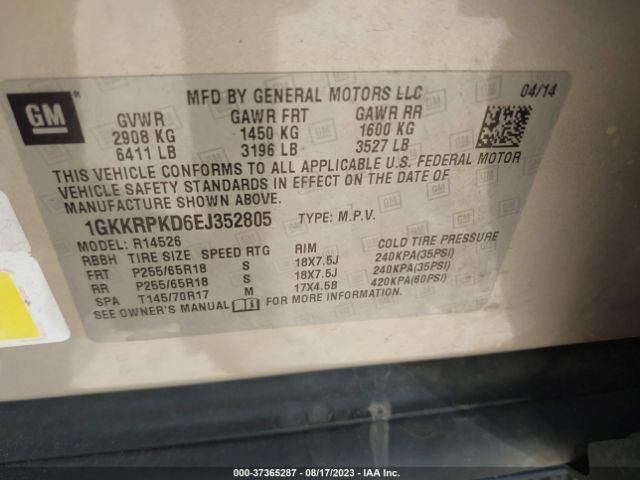 GM
MFD BY GENERAL MOTORS LLC
04/14
GVWR GAWR FRT GAWR RR
2908 KG 1450 KG 1600 KG
6411 LB 3196 LB 3527 LB
THIS VEHICLE CONFORMS TO ALL APPLICABLE U.S. FEDERAL MOTOR
VEHICLE SAFETY STANDARDS IN EFFECT ON THE DATE OF
MANUFACTURE SHOWN ABOVE.
1GKKRPKD6EJ352805 TYPE: M.P.V.
MODEL: R14526
RBBH TIRE SIZE SPEED RTG RIM COLD TIRE PRESSURE
FRT P255/65R18 S 18X7.5J 240KPA(35PSI)
RR P255/65R18 S 18X7.5J 240KPA(35PSI)
SPA T145/70R17 M 17X4.5B 420KPA(60PSI)
SEE OWNER'S MANUAL FOR MORE INFORMATION.
000-37365287 - 08/17/2023 - IAA Inc.